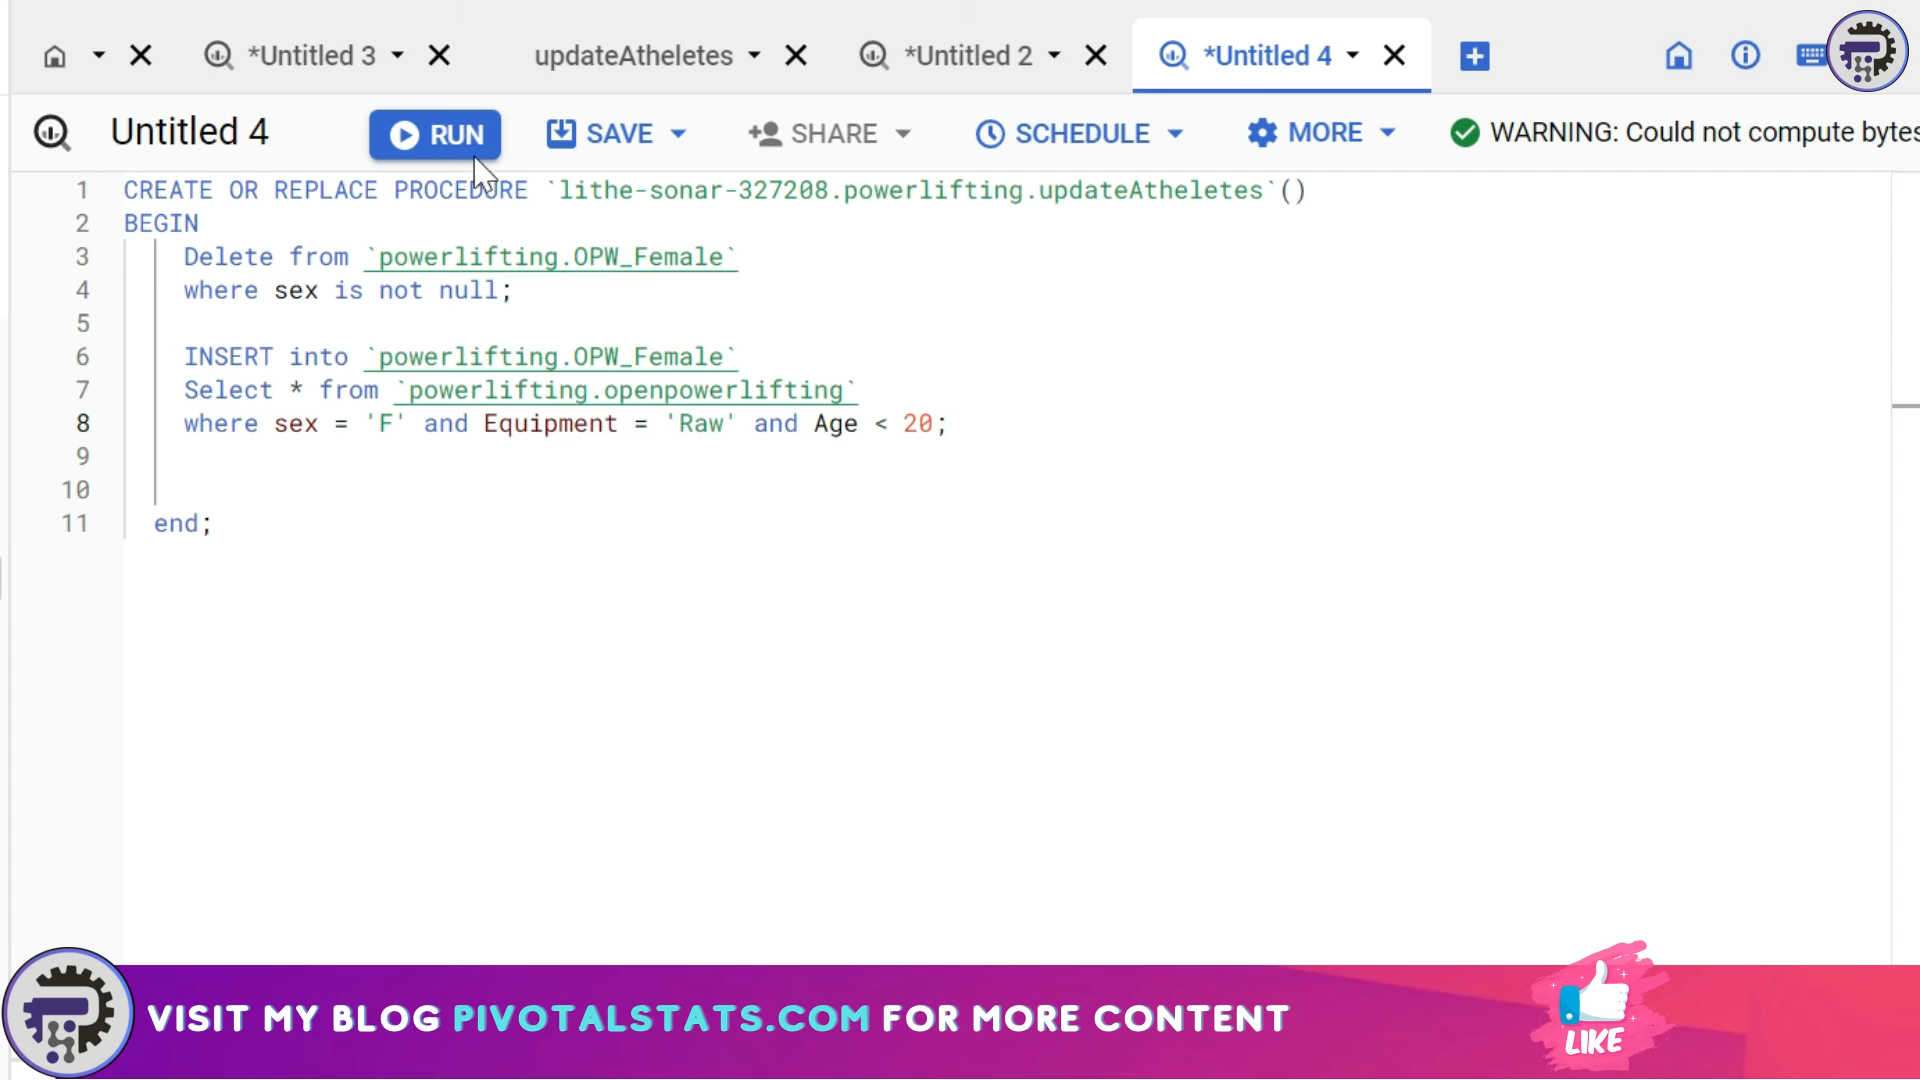 *Untitled 3 updateAtheletes *Untitled 2 *Untitled 4
Untitled 4 RUN SAVE SHARE SCHEDULE MORE WARNING: Could not compute bytes
1 CREATE OR REPLACE PROCEDURE `lithe-sonar-327208.powerlifting.updateAtheletes`()
2 BEGIN
3 Delete from `powerlifting.OPW_Female`
4 where sex is not null;
5
6 INSERT into `powerlifting.OPW_Female`
7 Select * from `powerlifting.openpowerlifting`
8 where sex = 'F' and Equipment = 'Raw' and Age < 20;
9
10
11 end;
VISIT MY BLOG PIVOTALSTATS.COM FOR MORE CONTENT
LIKE